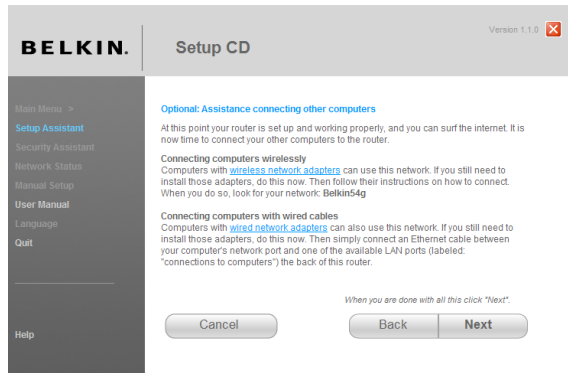 Version 1.1.0
BELKIN.
Setup CD
Main Menu >
Setup Assistant
Security Assistant
Network Status
Manual Setup
User Manual
Language
Quit
Help
Optional: Assistance connecting other computers
At this point your router is set up and working properly, and you can surf the internet. It is
now time to connect your other computers to the router.
Connecting computers wirelessly
Computers with wireless network adapters can use this network. If you still need to
install those adapters, do this now. Then follow their instructions on how to connect.
When you do so, look for your network: Belkin54g
Connecting computers with wired cables
Computers with wired network adapters can also use this network. If you still need to
install those adapters, do this now. Then simply connect an Ethernet cable between
your computer's network port and one of the available LAN ports (labeled:
"connections to computers") the back of this router.
When you are done with all this click "Next".
Cancel
Back
Next